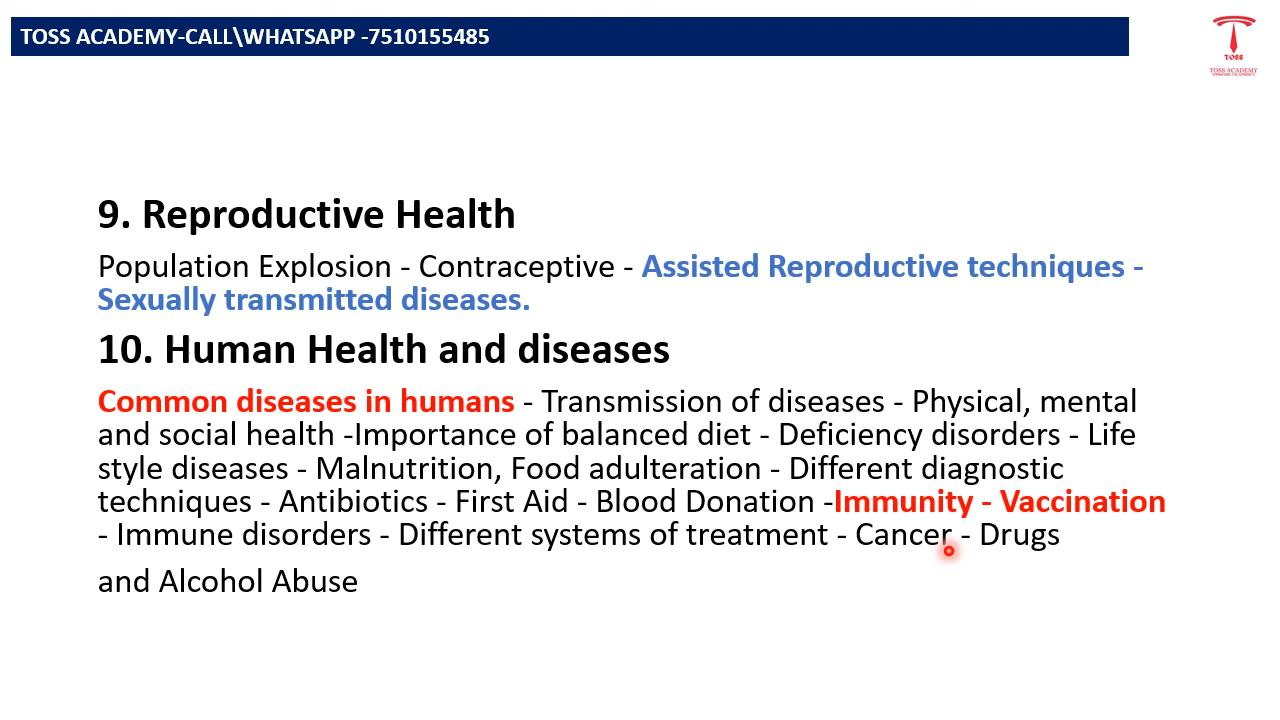 TOSS ACADEMY-CALL\WHATSAPP -7510155485
TOSS
TOSS ACADEMY
9. Reproductive Health
Population Explosion - Contraceptive - Assisted Reproductive techniques -
Sexually transmitted diseases.
10. Human Health and diseases
Common diseases in humans - Transmission of diseases - Physical, mental
and social health -Importance of balanced diet - Deficiency disorders - Life
style diseases - Malnutrition, Food adulteration - Different diagnostic
techniques - Antibiotics - First Aid - Blood Donation -Immunity - Vaccination
- Immune disorders - Different systems of treatment - Cancer - Drugs
and Alcohol Abuse